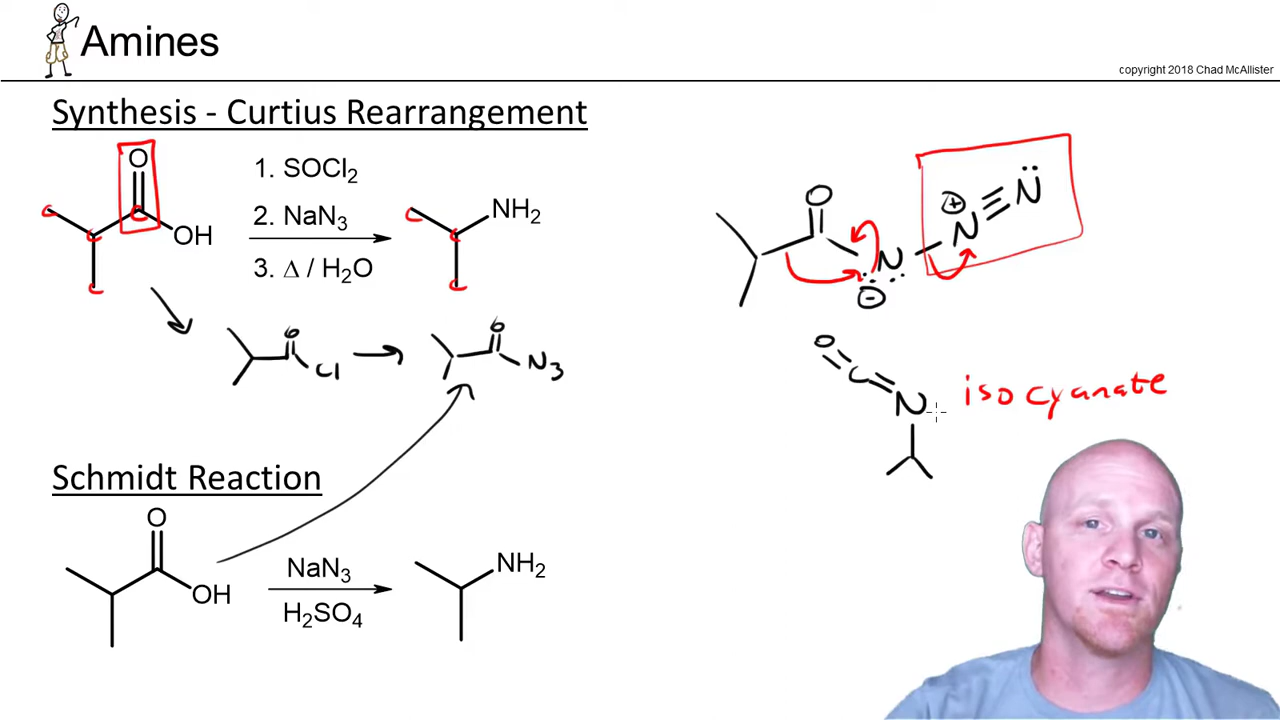 Amines
copyright 2018 Chad McAllister
Synthesis - Curtius Rearrangement
O
OH
1. SOCl2
2. NaN3
3. Δ / H2O
NH2
c c c c
c c c
O
Cl
O
N3
O
N
⊕
N≡N
⊖
O=C=N
isocyanate
Schmidt Reaction
O
OH
NaN3
H2SO4
NH2